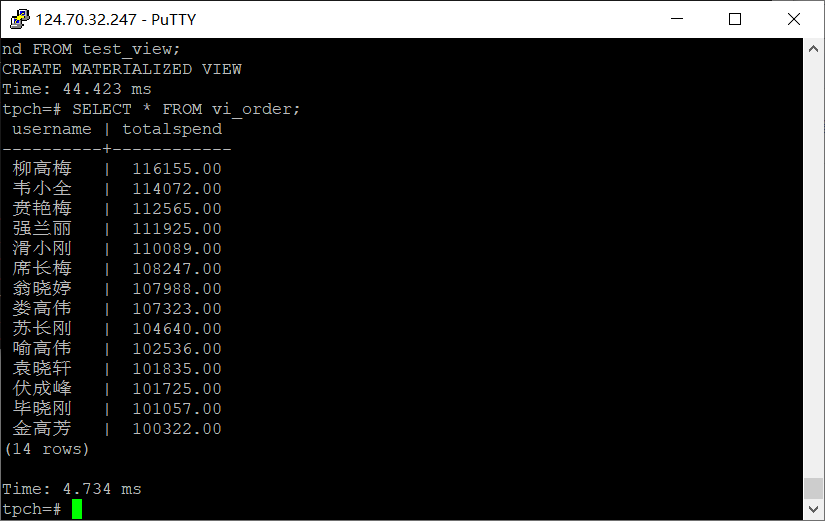 124.70.32.247 - PuTTY
nd FROM test_view;
CREATE MATERIALIZED VIEW
Time: 44.423 ms
tpch=# SELECT * FROM vi_order;
 username | totalspend
----------+------------
 柳高梅   |  116155.00
 韦小全   |  114072.00
 贲艳梅   |  112565.00
 强兰丽   |  111925.00
 滑小刚   |  110089.00
 席长梅   |  108247.00
 翁晓婷   |  107988.00
 娄高伟   |  107323.00
 苏长刚   |  104640.00
 喻高伟   |  102536.00
 袁晓轩   |  101835.00
 伏成峰   |  101725.00
 毕晓刚   |  101057.00
 金高芳   |  100322.00
(14 rows)

Time: 4.734 ms
tpch=#